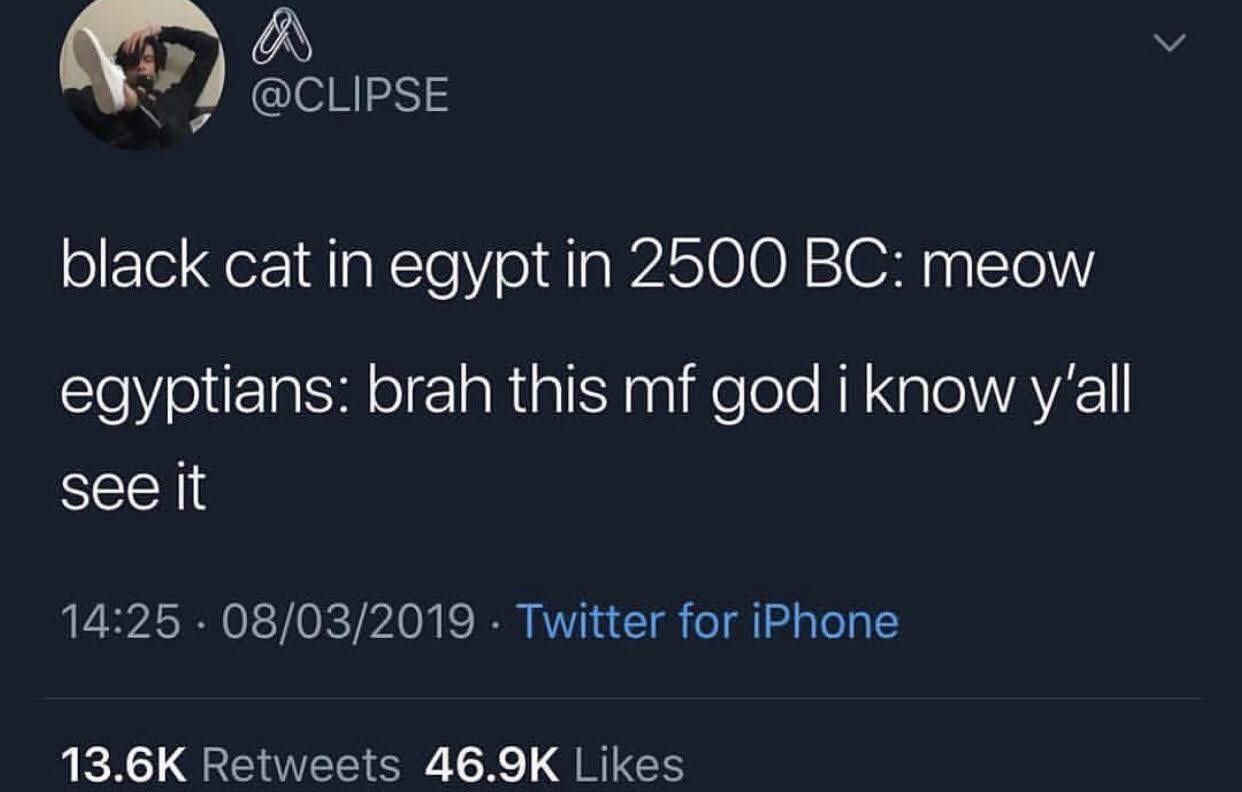 @CLIPSE
black cat in egypt in 2500 BC: meow
egyptians: brah this mf god i know y'all
see it
14:25 · 08/03/2019 · Twitter for iPhone
13.6K Retweets 46.9K Likes